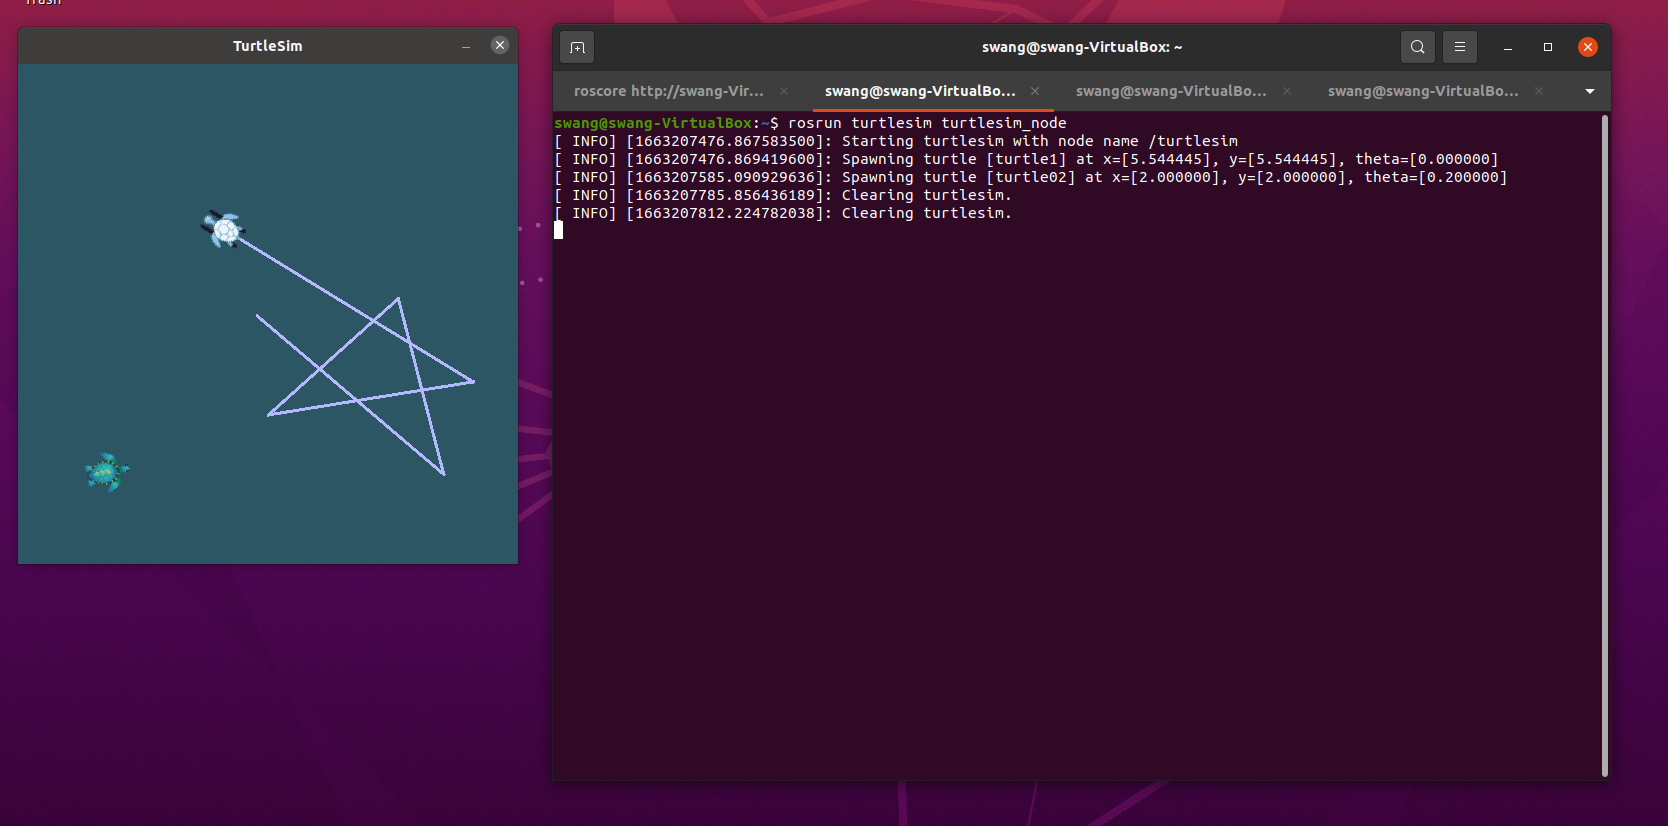 Trash
TurtleSim
swang@swang-VirtualBox: ~
roscore http://swang-Vir...
swang@swang-VirtualBo...
swang@swang-VirtualBo...
swang@swang-VirtualBo...
swang@swang-VirtualBox:~$ rosrun turtlesim turtlesim_node
[ INFO] [1663207476.867583500]: Starting turtlesim with node name /turtlesim
[ INFO] [1663207476.869419600]: Spawning turtle [turtle1] at x=[5.544445], y=[5.544445], theta=[0.000000]
[ INFO] [1663207585.090929636]: Spawning turtle [turtle02] at x=[2.000000], y=[2.000000], theta=[0.200000]
[ INFO] [1663207785.856436189]: Clearing turtlesim.
[ INFO] [1663207812.224782038]: Clearing turtlesim.